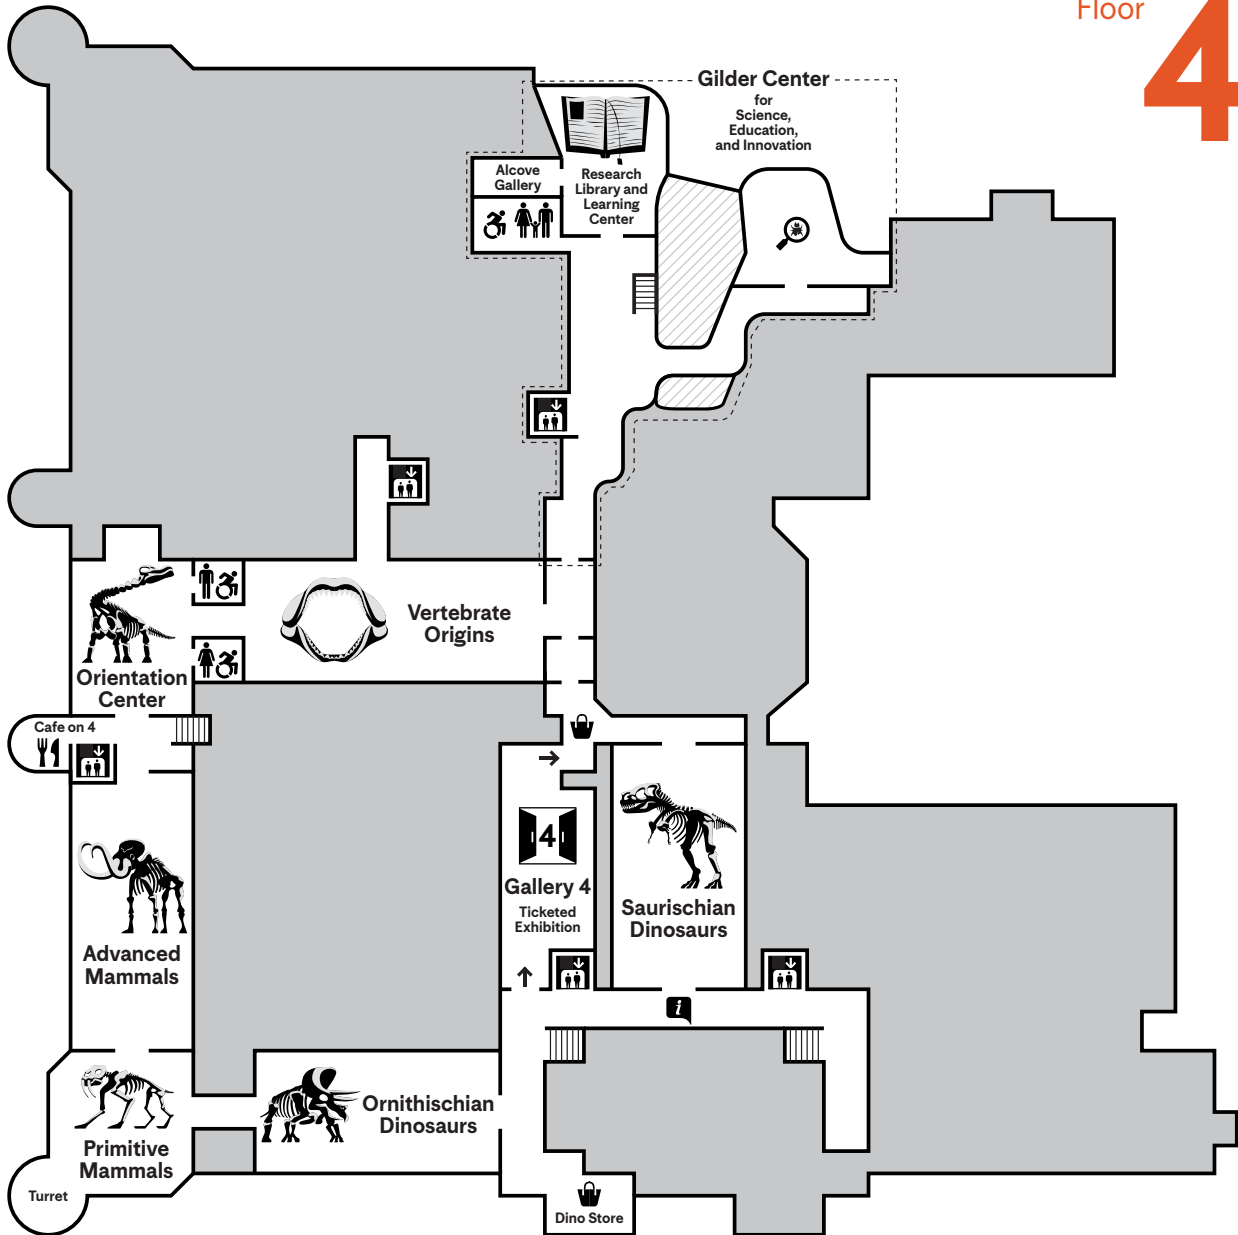 Floor
4
Gilder Center
for
Science,
Education,
and Innovation
Alcove
Gallery
Research
Library and
Learning
Center
Vertebrate
Origins
Orientation
Center
Cafe on 4
4
Gallery 4
Ticketed
Exhibition
Saurischian
Dinosaurs
Advanced
Mammals
i
Ornithischian
Dinosaurs
Primitive
Mammals
Turret
Dino Store